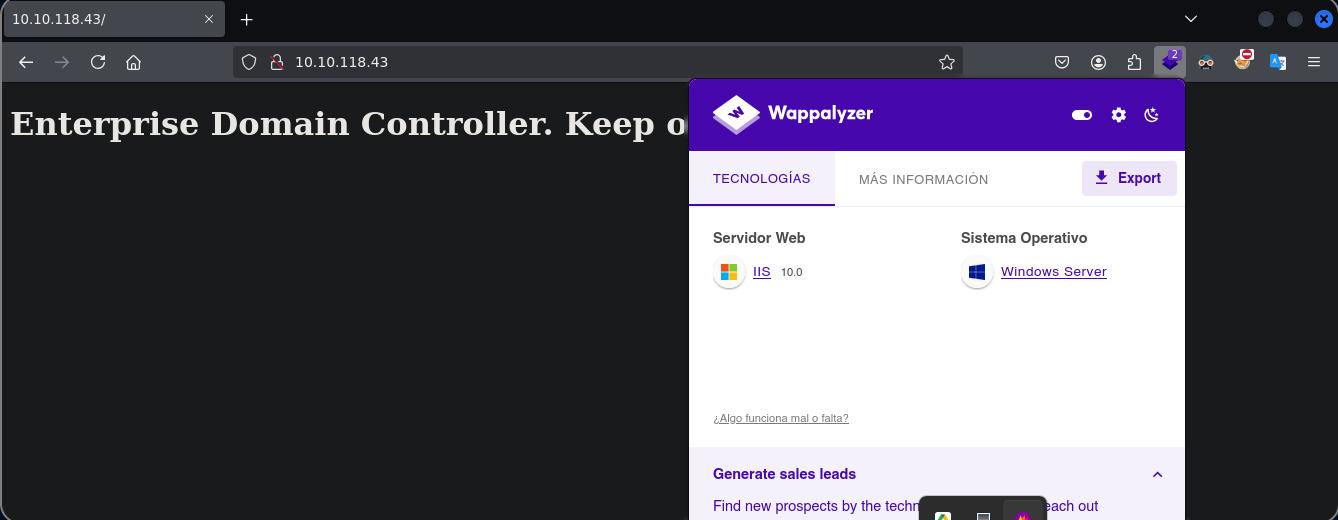 10.10.118.43/
10.10.118.43
2
Enterprise Domain Controller. Keep
Wappalyzer
TECNOLOGÍAS
MÁS INFORMACIÓN
Export
Servidor Web
Sistema Operativo
IIS 10.0
Windows Server
¿Algo funciona mal o falta?
Generate sales leads
Find new prospects by the each out